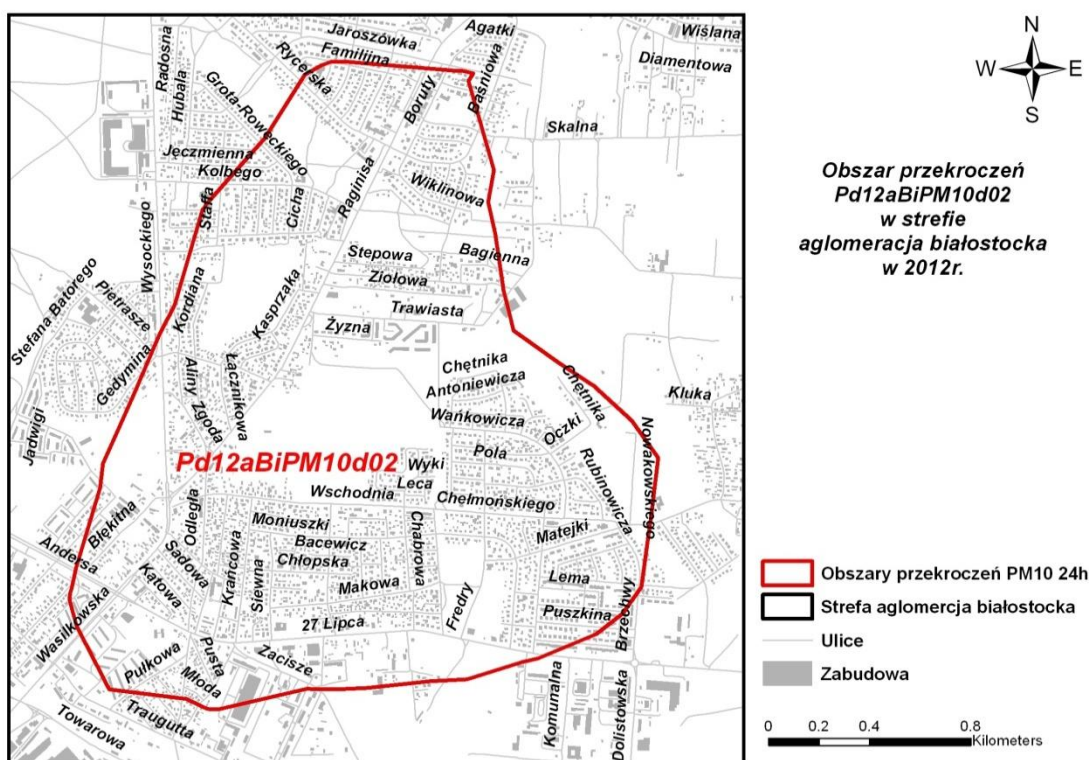 Jaroszówka
Familijna
Agatki
Wiślana
Diamentowa
Radosna
Hubala
Rycerska
Grota-Roweckiego
Boruty
Baśniowa
Skalna
Jęczmienna
Kolbego
Staffa
Cicha
Raginisa
Wiklinowa
Wysockiego
Stepowa
Bagienna
Ziołowa
Trawiasta
Żyzna
Stefana Batorego
Pietrasze
Kordiana
Kasprzaka
Gedymina
Aliny
Zgoda
Łącznikowa
Jadwigi
Chętnika
Antoniewicza
Chętnika
Kluka
Wańkowicza
Oczki
Nowakowskiego
Pola
Rubinowicza
Pd12aBiPM10d02
Wyki
Leca
Wschodnia
Chełmońskiego
Odległa
Moniuszki
Bacewicz
Chłopska
Chabrowa
Matejki
Błękitna
Andersa
Sadowa
Katowa
Krańcowa
Siewna
Makowa
Lema
Fredry
Puszkina
Brzechwy
Wasilkowska
27 Lipca
Pusta
Zacisze
Pułkowa
Młoda
Traugutta
Towarowa
Komunalna
Dolistowska
N
W E
S
Obszar przekroczeń
Pd12aBiPM10d02
w strefie
aglomeracja białostocka
w 2012r.
Obszary przekroczeń PM10 24h
Strefa aglomercja białostocka
Ulice
Zabudowa
0 0.2 0.4 0.8
Kilometers